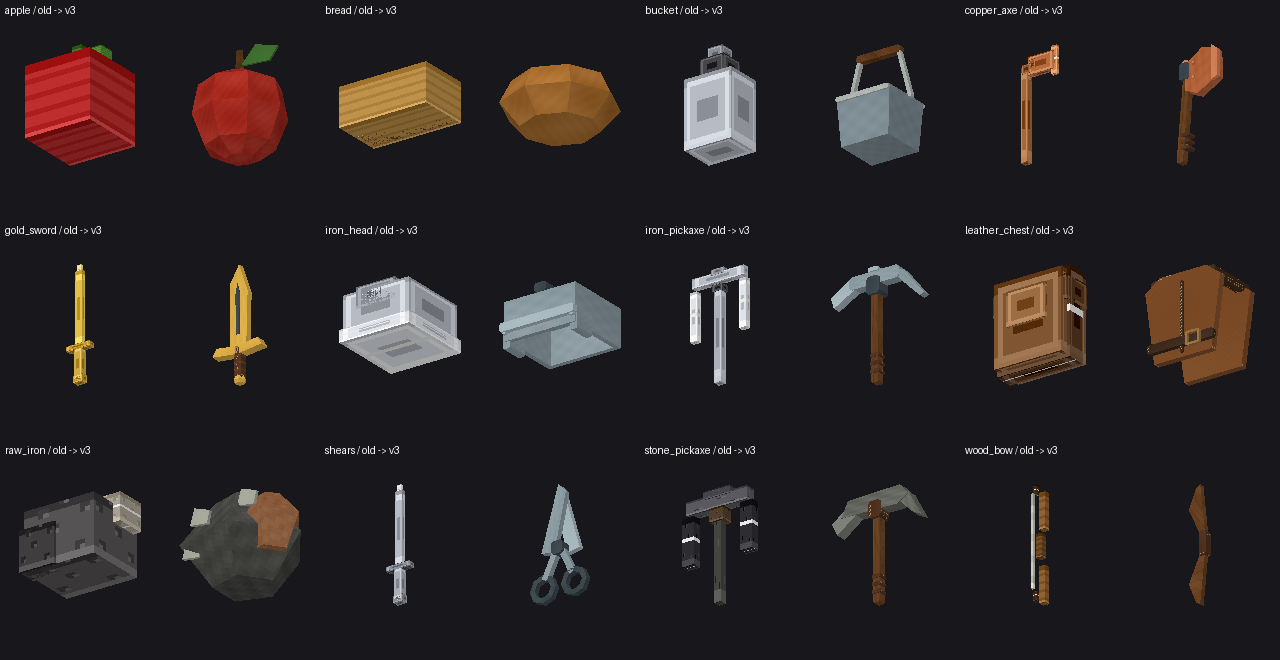 apple / old -> v3
bread / old -> v3
bucket / old -> v3
copper_axe / old -> v3
gold_sword / old -> v3
iron_head / old -> v3
iron_pickaxe / old -> v3
leather_chest / old -> v3
raw_iron / old -> v3
shears / old -> v3
stone_pickaxe / old -> v3
wood_bow / old -> v3